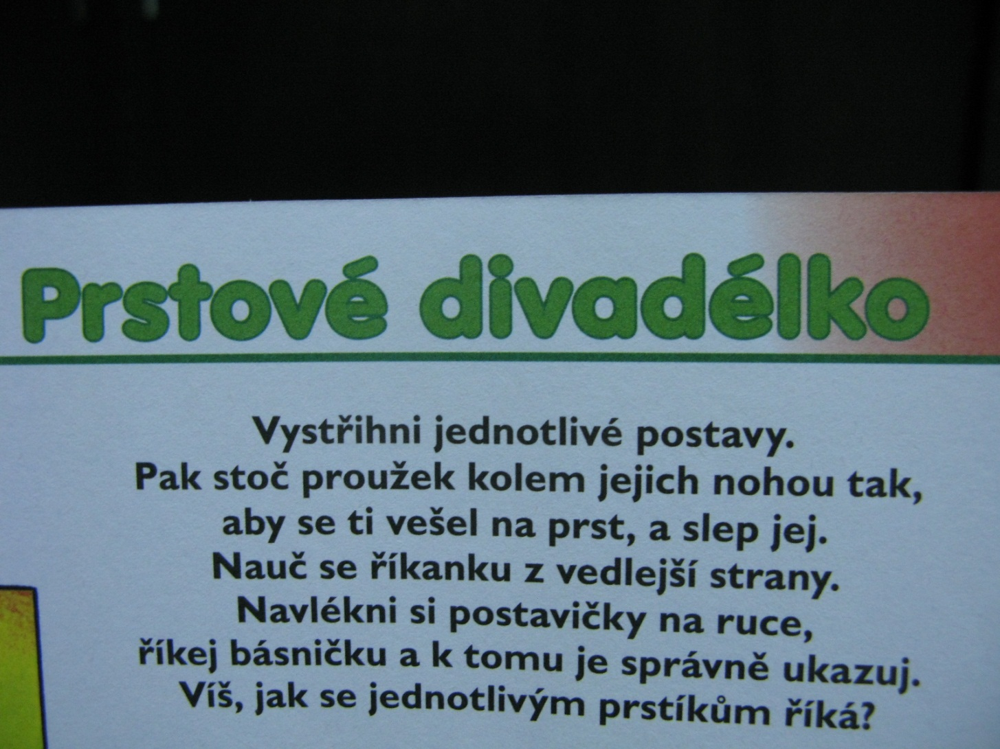 Prstové divadélko
Vystřihni jednotlivé postavy.
Pak stoč proužek kolem jejich nohou tak,
aby se ti vešel na prst, a slep jej.
Nauč se říkanku z vedlejší strany.
Navlékni si postavičky na ruce,
říkej básničku a k tomu je správně ukazuj.
Víš, jak se jednotlivým prstíkům říká?